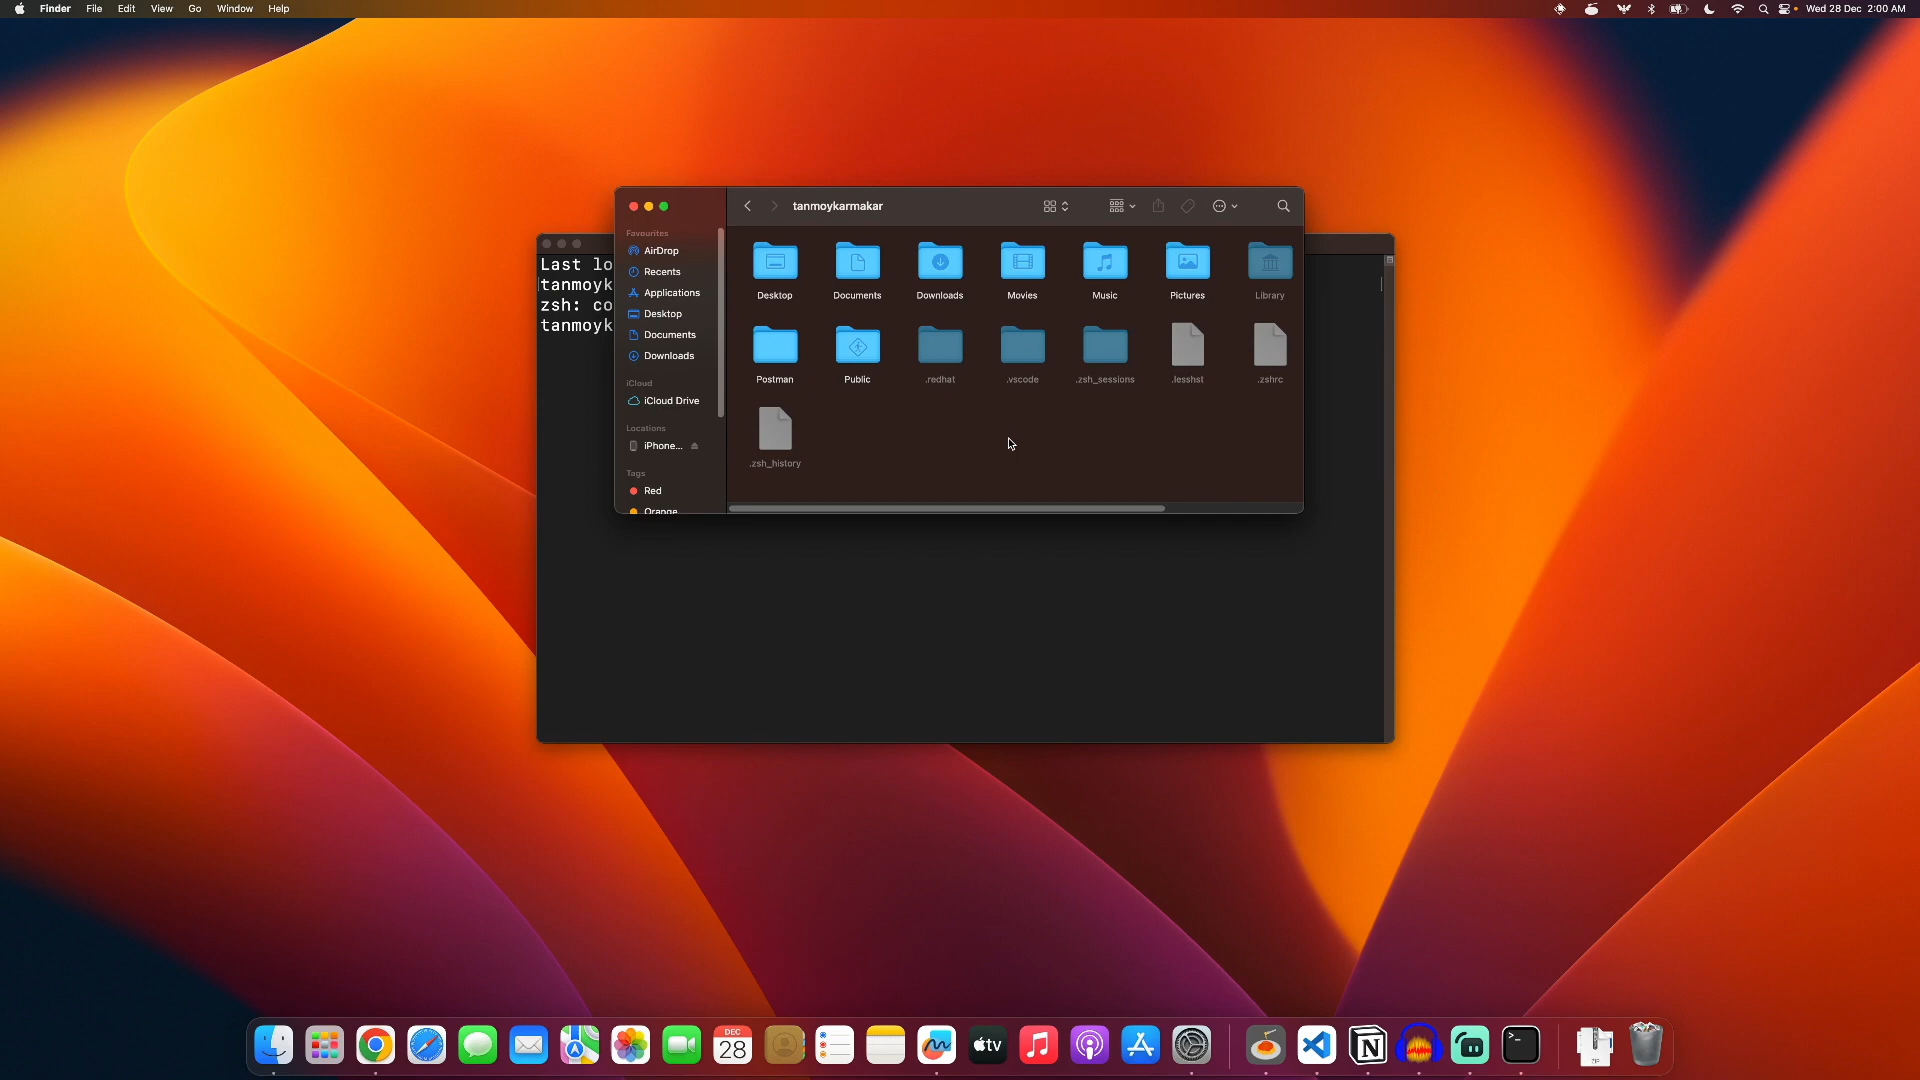 Finder File Edit View Go Window Help
Wed 28 Dec 2:00 AM
tanmoykarmakar
Favourites
AirDrop
Recents
Applications
Desktop
Documents
Downloads
iCloud
iCloud Drive
Locations
iPhone...
Tags
Red
Orange
Desktop Documents Downloads Movies Music Pictures Library
Postman Public .redhat .vscode .zsh_sessions .lesshst .zshrc
.zsh_history
Last lo
tanmoyk
zsh: co
tanmoyk
DEC
28
tv
ZIP